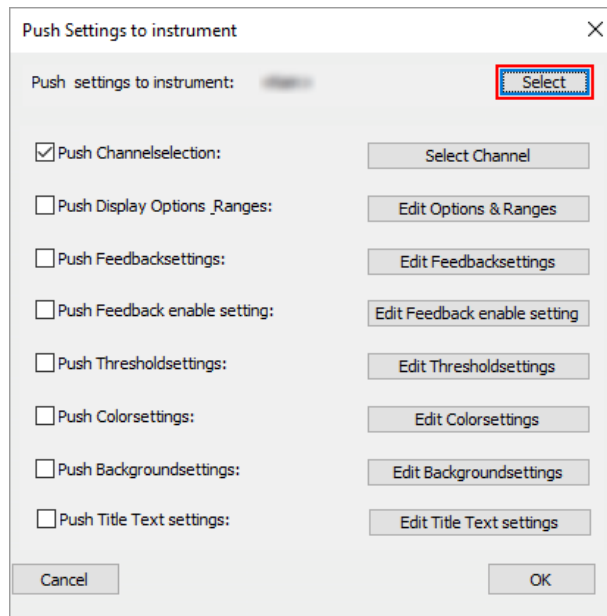 Push Settings to instrument
Push settings to instrument: Select
Push Channelselection: Select Channel
Push Display Options_Ranges: Edit Options & Ranges
Push Feedbacksettings: Edit Feedbacksettings
Push Feedback enable setting: Edit Feedback enable setting
Push Thresholdsettings: Edit Thresholdsettings
Push Colorsettings: Edit Colorsettings
Push Backgroundsettings: Edit Backgroundsettings
Push Title Text settings: Edit Title Text settings
Cancel OK